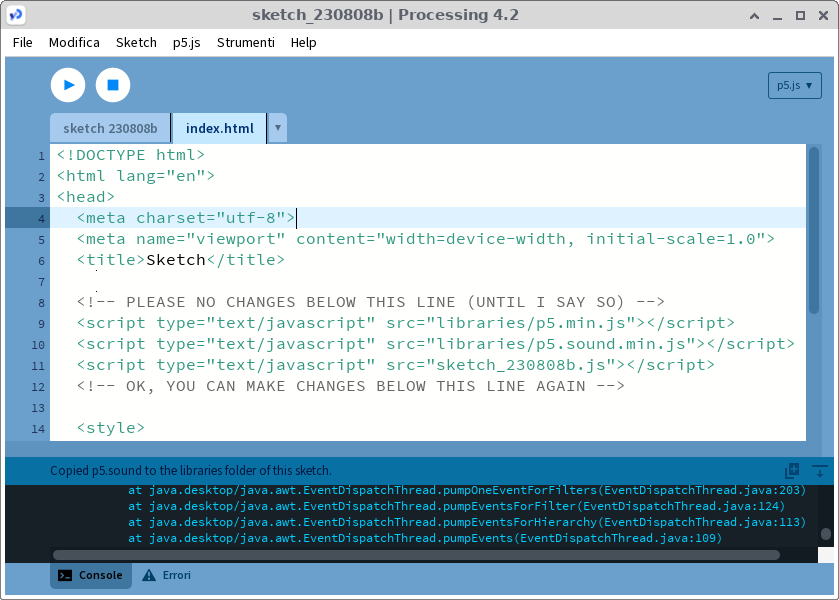 sketch_230808b | Processing 4.2
File Modifica Sketch p5.js Strumenti Help
p5.js ▾
sketch 230808b index.html
1 <!DOCTYPE html>
2 <html lang="en">
3 <head>
4 <meta charset="utf-8">
5 <meta name="viewport" content="width=device-width, initial-scale=1.0">
6 <title>Sketch</title>
7
8 <!-- PLEASE NO CHANGES BELOW THIS LINE (UNTIL I SAY SO) -->
9 <script type="text/javascript" src="libraries/p5.min.js"></script>
10 <script type="text/javascript" src="libraries/p5.sound.min.js"></script>
11 <script type="text/javascript" src="sketch_230808b.js"></script>
12 <!-- OK, YOU CAN MAKE CHANGES BELOW THIS LINE AGAIN -->
13
14 <style>
Copied p5.sound to the libraries folder of this sketch.
at java.desktop/java.awt.EventDispatchThread.pumpOneEventForFilters(EventDispatchThread.java:203)
at java.desktop/java.awt.EventDispatchThread.pumpEventsForFilter(EventDispatchThread.java:124)
at java.desktop/java.awt.EventDispatchThread.pumpEventsForHierarchy(EventDispatchThread.java:113)
at java.desktop/java.awt.EventDispatchThread.pumpEvents(EventDispatchThread.java:109)
Console Errori